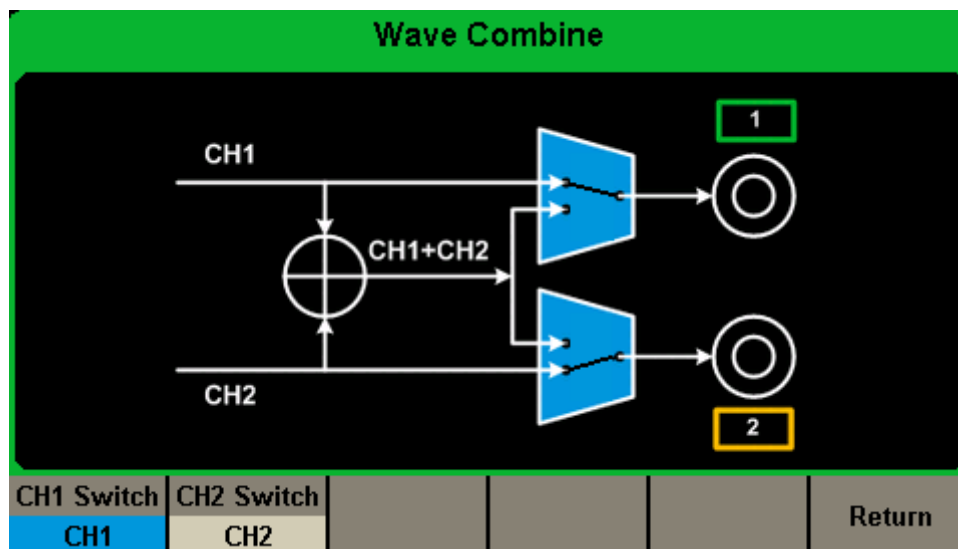 Wave Combine
1
CH1
CH1+CH2
CH2
2
CH1 Switch CH2 Switch
CH1 CH2
Return